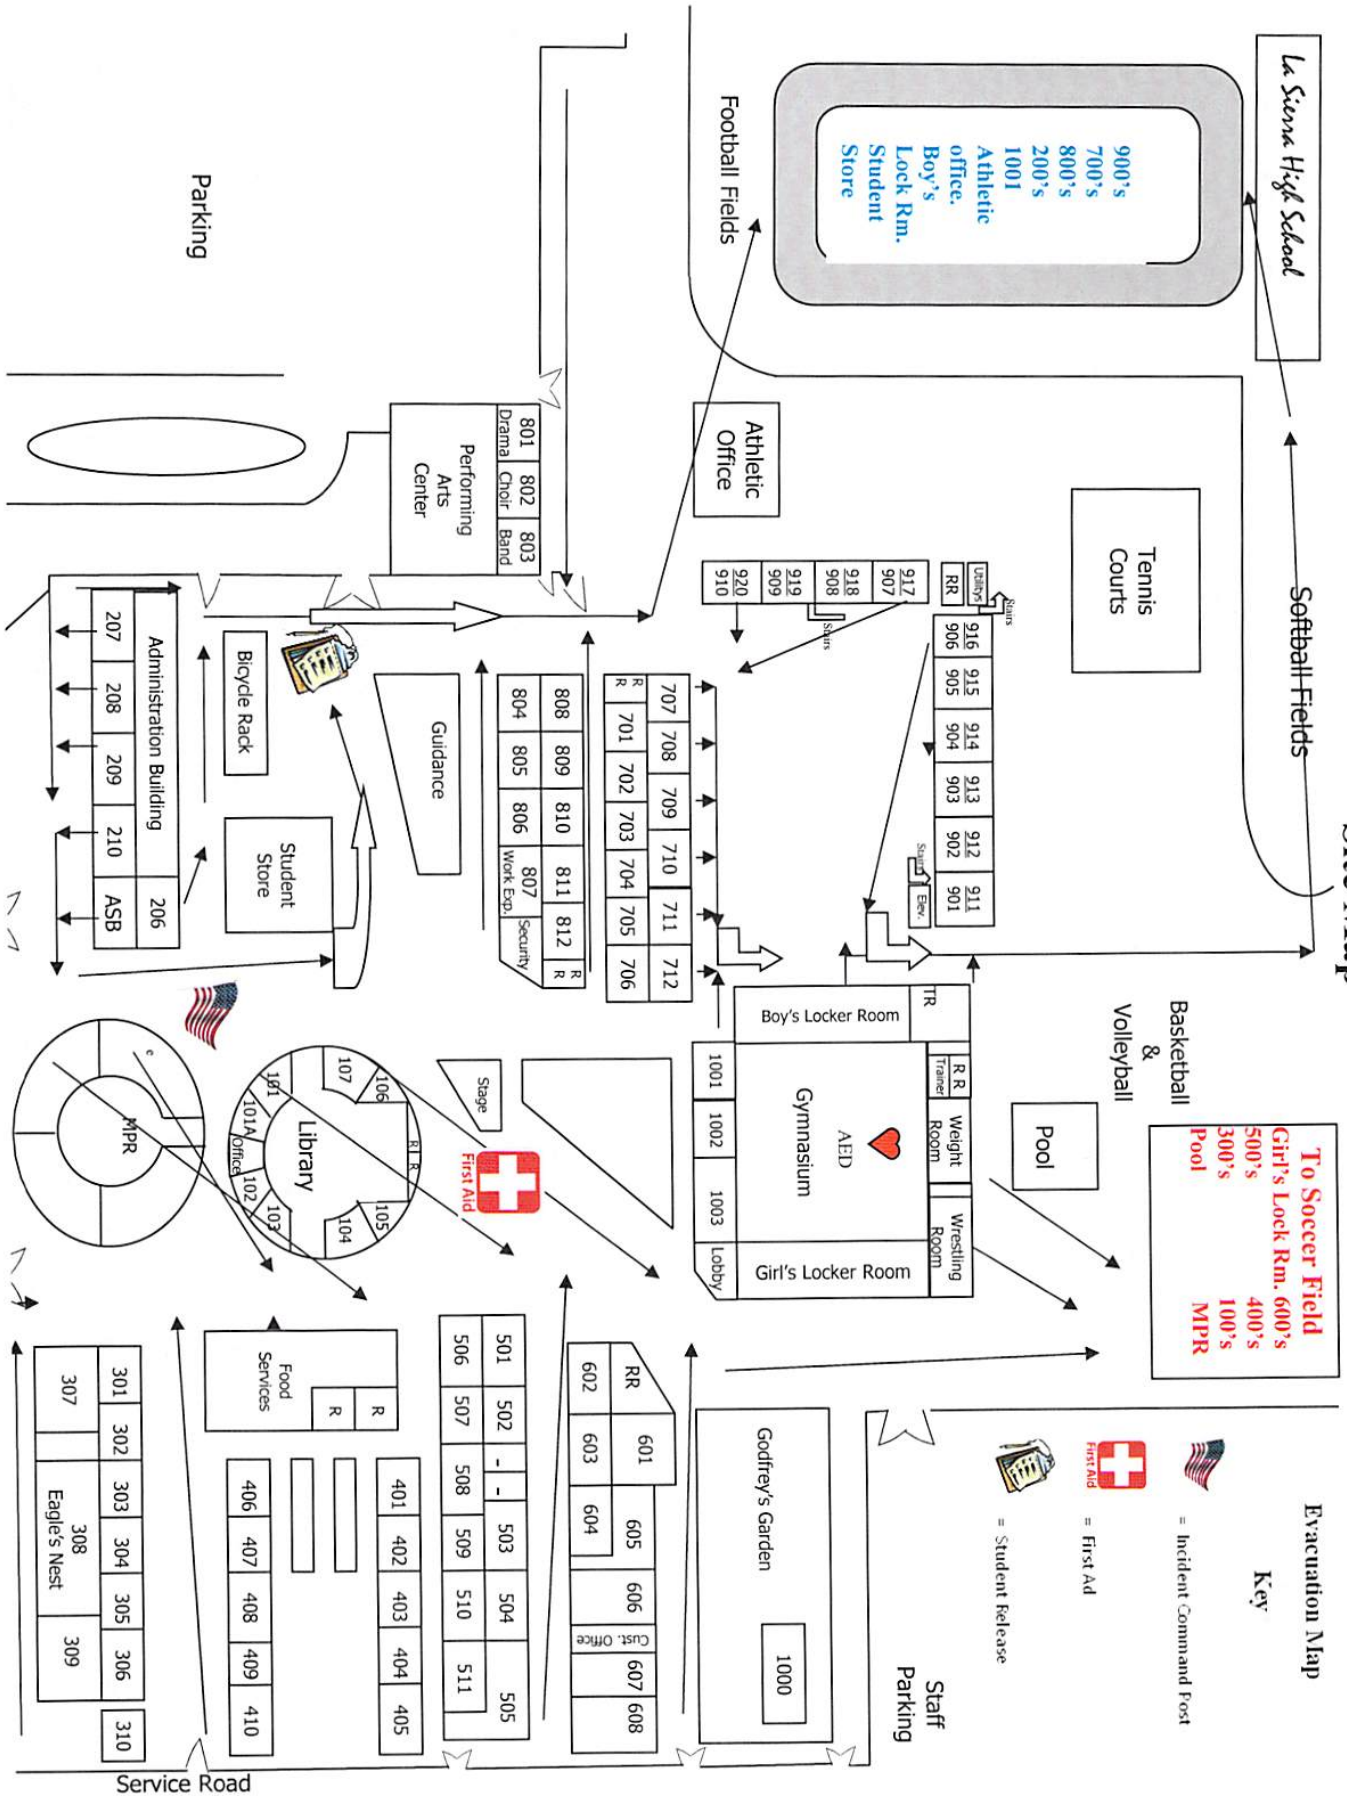 La Sierra High School
Site Map
Evacuation Map
Key
= Incident Command Post
First Aid
= First Ad
= Student Release
900's
700's
800's
200's
1001
Athletic
office.
Boy's
Lock Rm.
Student
Store
Football Fields
Softball Fields
Tennis
Courts
Basketball
&
Volleyball
To Soccer Field
Girl's Lock Rm. 600's
500's 400's
300's 100's
Pool MPR
Pool
Parking
Athletic
Office
Utilitys
RR
Stairs
916
906
915
905
914
904
913
903
912
902
911
901
Stairs
Elev.
917
907
918
908
919
909
920
910
Stairs
801
Drama
802
Choir
803
Band
Performing
Arts
Center
TR
Boy's Locker Room
R R
Trainer
Weight
Room
Wrestling
Room
Gymnasium
AED
Girl's Locker Room
1001
1002
1003
Lobby
707
708
709
710
711
712
R
R
701
702
703
704
705
706
808
809
810
811
812
R
R
804
805
806
807
Work Exp.
Security
Guidance
Bicycle Rack
Student
Store
Administration Building
206
207
208
209
210
ASB
Stage
First Aid
Library
107
106
R
R
105
104
101
101A
Office
102
103
MPR
e
Staff
Parking
Godfrey's Garden
1000
RR
601
605
606
Cust. Office
607
608
602
603
604
501
502
-
-
503
504
505
506
507
508
509
510
511
Food
Services
R
R
401
402
403
404
405
406
407
408
409
410
301
302
303
304
305
306
310
307
308
Eagle's Nest
309
Service Road